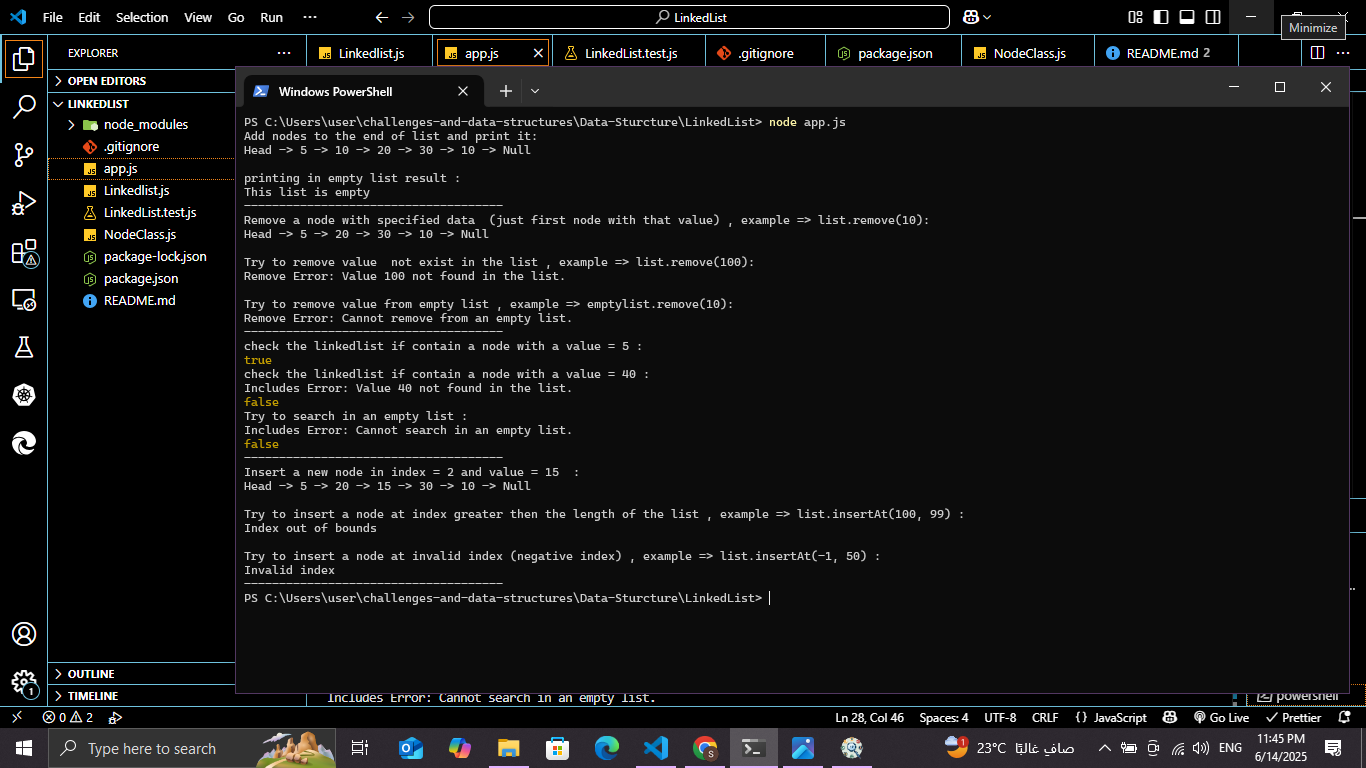 File Edit Selection View Go Run ··· LinkedList
Minimize
EXPLORER ···
Linkedlist.js app.js LinkedList.test.js .gitignore package.json NodeClass.js README.md 2 ···
OPEN EDITORS
LINKEDLIST
node_modules
.gitignore
app.js
Linkedlist.js
LinkedList.test.js
NodeClass.js
package-lock.json
package.json
README.md
OUTLINE
TIMELINE
Windows PowerShell
PS C:\Users\user\challenges-and-data-structures\Data-Sturcture\LinkedList> node app.js
Add nodes to the end of list and print it:
Head -> 5 -> 10 -> 20 -> 30 -> 10 -> Null
printing in empty list result :
This list is empty
-------------------------------------
Remove a node with specified data  (just first node with that value) , example => list.remove(10):
Head -> 5 -> 20 -> 30 -> 10 -> Null
Try to remove value  not exist in the list , example => list.remove(100):
Remove Error: Value 100 not found in the list.
Try to remove value from empty list , example => emptylist.remove(10):
Remove Error: Cannot remove from an empty list.
-------------------------------------
check the linkedlist if contain a node with a value = 5 :
true
check the linkedlist if contain a node with a value = 40 :
Includes Error: Value 40 not found in the list.
false
Try to search in an empty list :
Includes Error: Cannot search in an empty list.
false
-------------------------------------
Insert a new node in index = 2 and value = 15  :
Head -> 5 -> 20 -> 15 -> 30 -> 10 -> Null
Try to insert a node at index greater then the length of the list , example => list.insertAt(100, 99) :
Index out of bounds
Try to insert a node at invalid index (negative index) , example => list.insertAt(-1, 50) :
Invalid index
-------------------------------------
PS C:\Users\user\challenges-and-data-structures\Data-Sturcture\LinkedList>
Includes Error: Cannot search in an empty list.
powershell
1
0 2 Ln 28, Col 46 Spaces: 4 UTF-8 CRLF {} JavaScript Go Live Prettier
Type here to search
1 23°C صافٍ غالبًا ENG
11:45 PM
6/14/2025